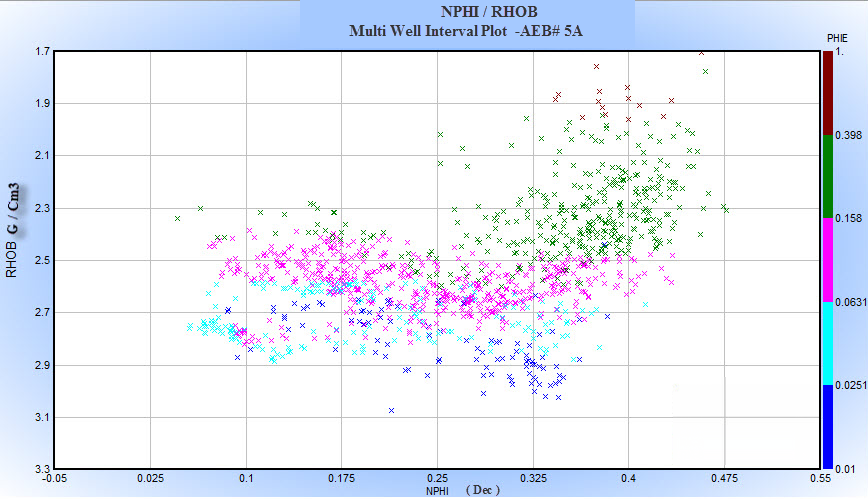 NPHI / RHOB
Multi Well Interval Plot -AEB# 5A
PHIE
1.7
1.
1.9
0.398
2.1
0.158
2.3
RHOB G / Cm3
2.5
0.0631
2.7
0.0251
2.9
3.1
3.3
0.01
-0.05 0.025 0.1 0.175 0.25 0.325 0.4 0.475 0.55
NPHI ( Dec )